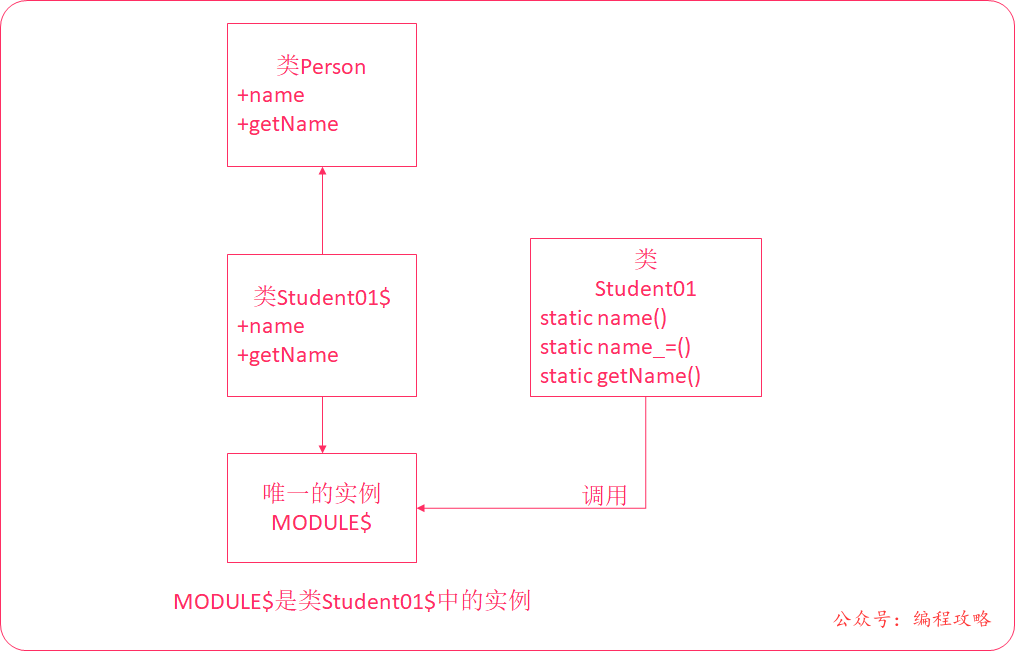 类Person
+name
+getName
类Student01$
+name
+getName
类
Student01
static name()
static name_=()
static getName()
唯一的实例
MODULE$
调用
MODULE$是类Student01$中的实例
公众号：编程攻略